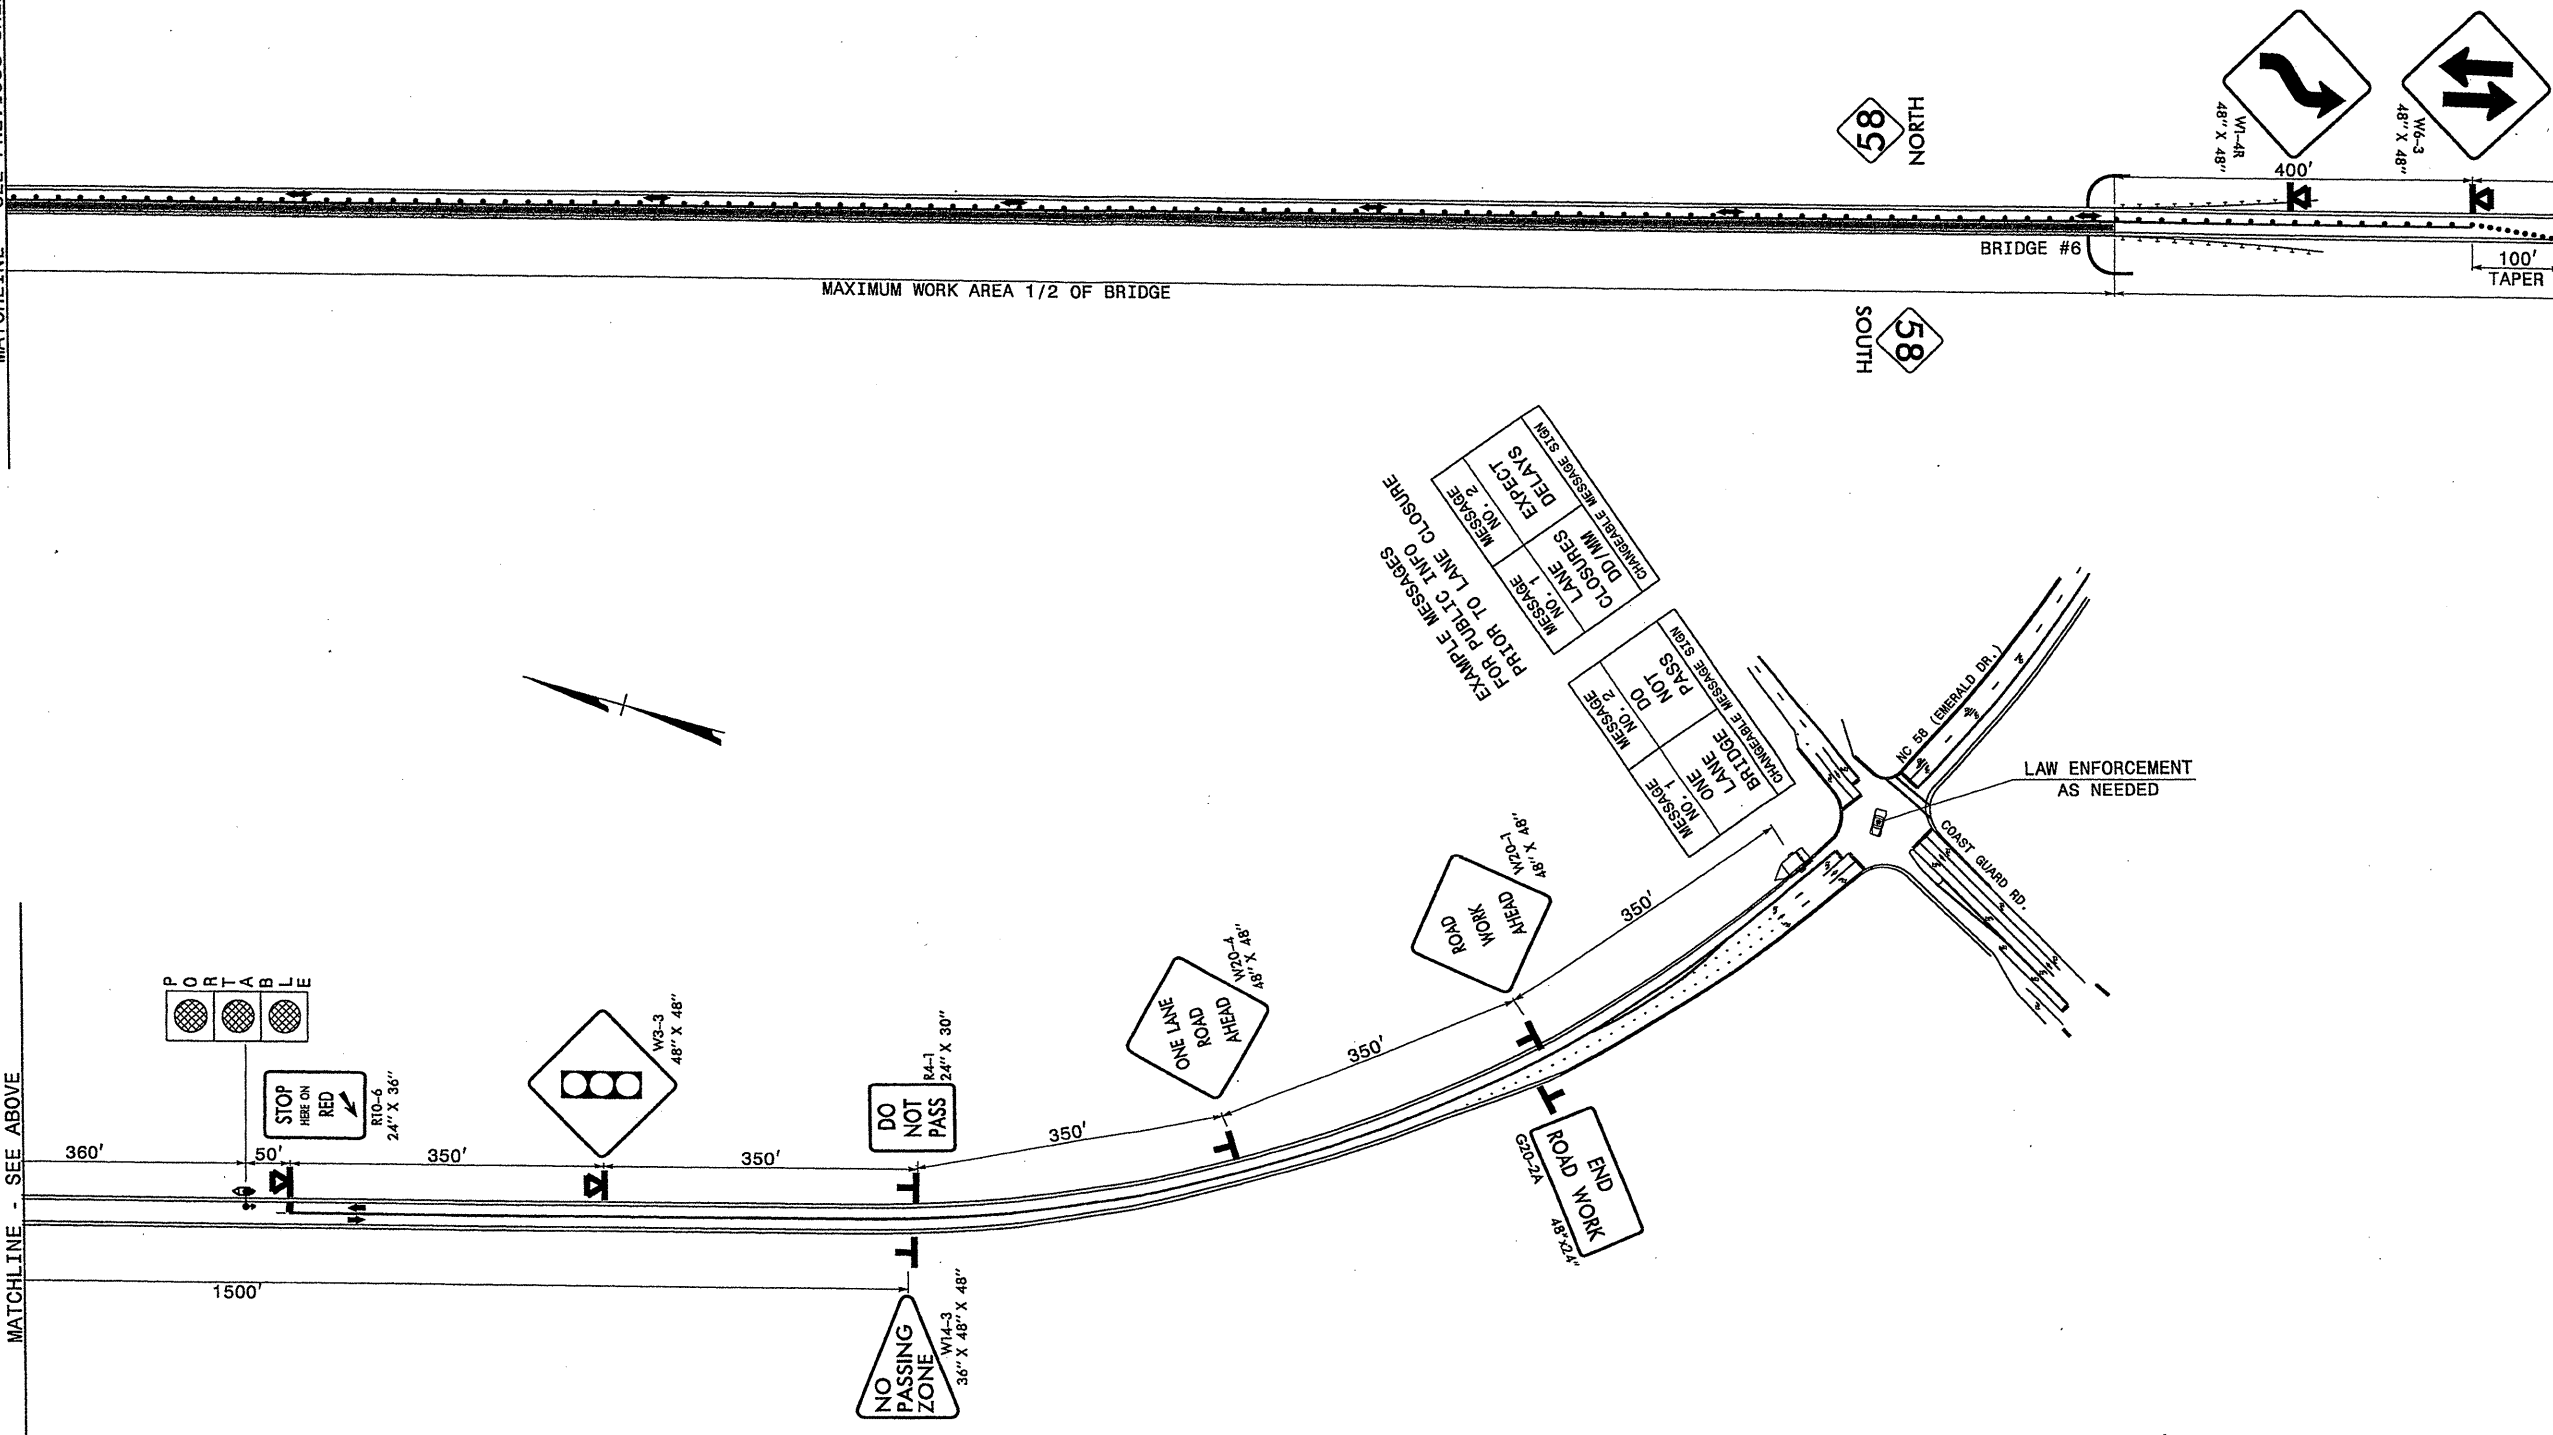 58
NORTH
W1-4R
48" X 48"
W6-3
48" X 48"
400'
BRIDGE #6
100'
TAPER
MAXIMUM WORK AREA 1/2 OF BRIDGE
SOUTH
58
EXAMPLE MESSAGES
FOR PUBLIC INFO
PRIOR TO LANE CLOSURE
MESSAGE
NO. 1
MESSAGE
NO. 2
LANE
CLOSURES
DD/MM
EXPECT
DELAYS
CHANGEABLE MESSAGE SIGN
MESSAGE
NO. 1
MESSAGE
NO. 2
ONE
LANE
BRIDGE
DO
NOT
PASS
CHANGEABLE MESSAGE SIGN
NC 58 (EMERALD DR.)
LAW ENFORCEMENT
AS NEEDED
COAST GUARD RD.
350'
ROAD
WORK
AHEAD
W20-1
48" X 48"
350'
ONE LANE
ROAD
AHEAD
W20-4
48" X 48"
350'
END
ROAD WORK
G20-2A
48"X24"
MATCHLINE - SEE ABOVE
PORTABLE
STOP
HERE ON
RED
R10-6
24" X 36"
W3-3
48" X 48"
DO
NOT
PASS
R4-1
24" X 30"
360'
50'
350'
350'
1500'
NO
PASSING
ZONE
W14-3
36" X 48" X 48"